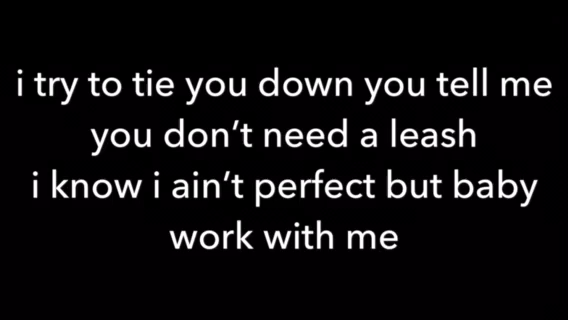 i try to tie you down you tell me
you don’t need a leash
i know i ain’t perfect but baby
work with me